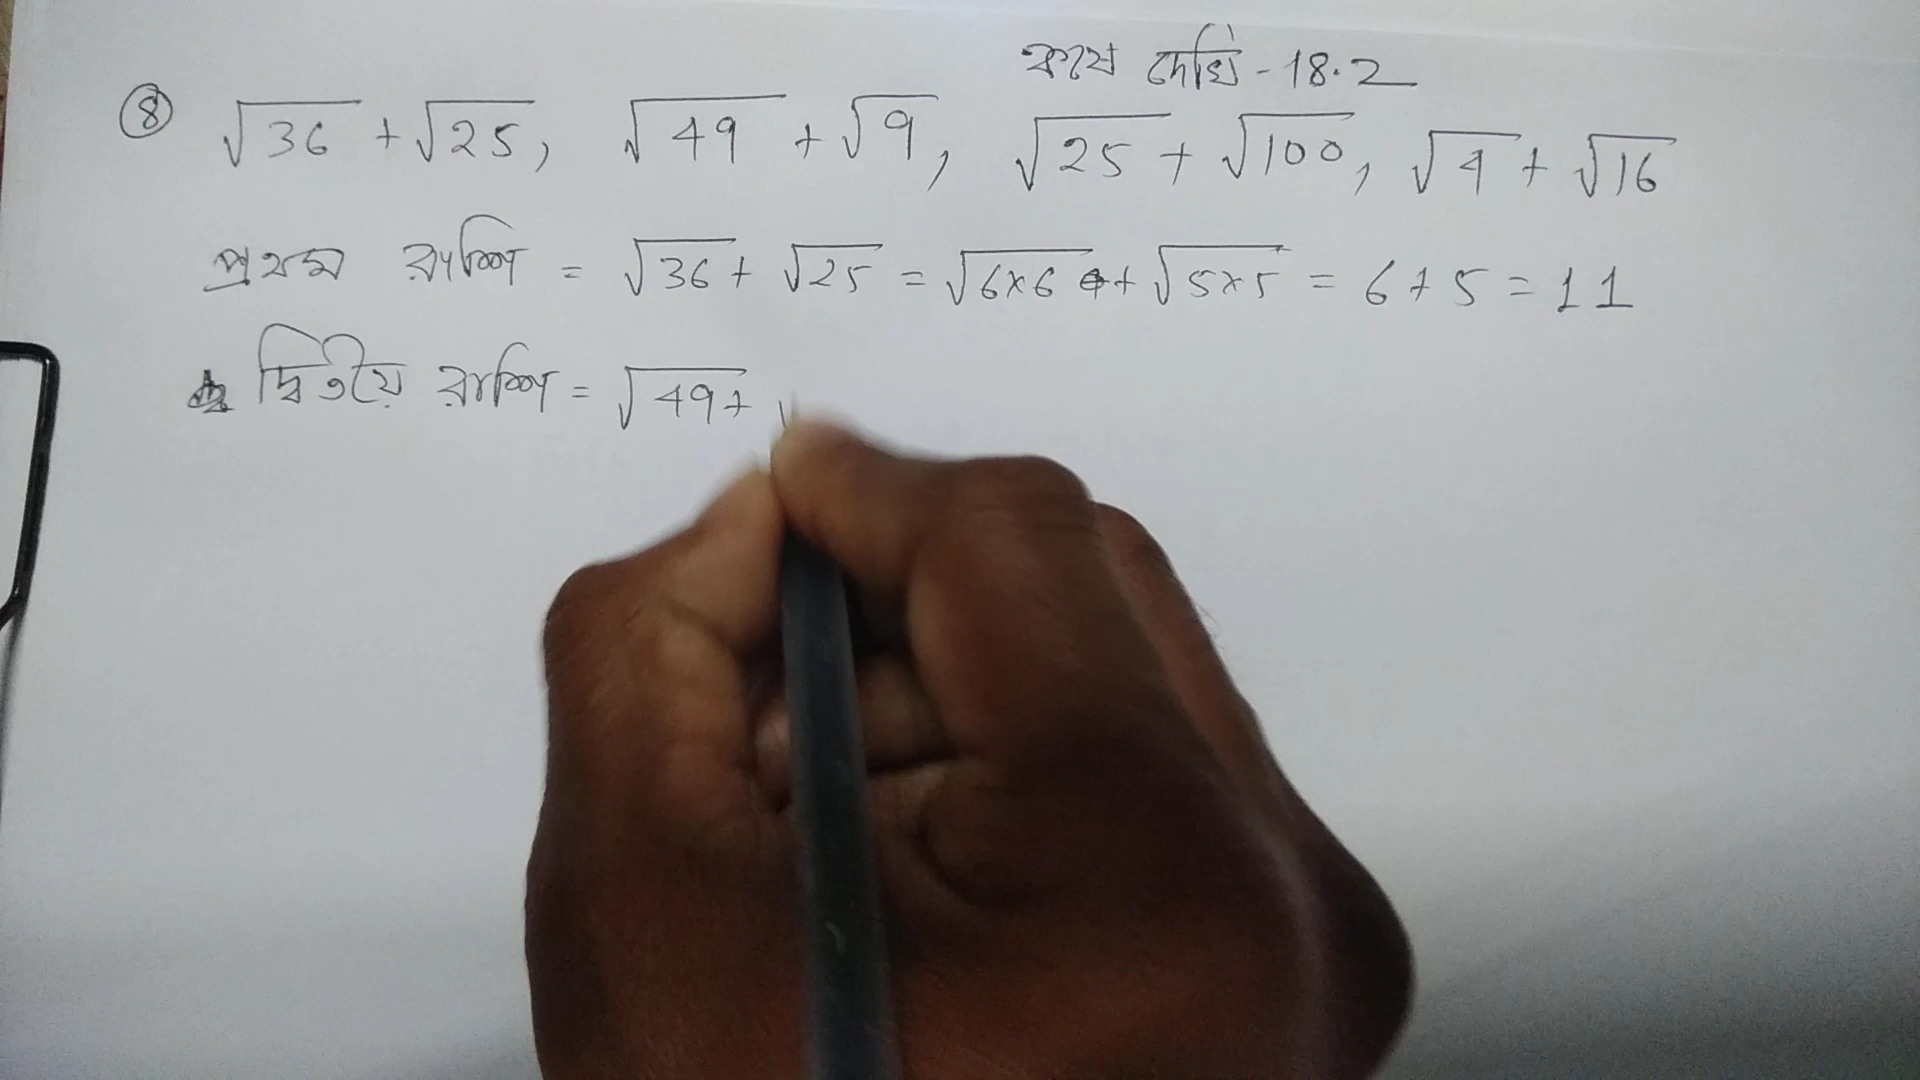 কষে দেখি - 18.2
⑧ √36 + √25, √49 + √9, √25 + √100, √4 + √16
প্রথম রাশি = √36 + √25 = √6×6 + √5×5 = 6 + 5 = 11
দ্বিতীয় রাশি = √49 + √